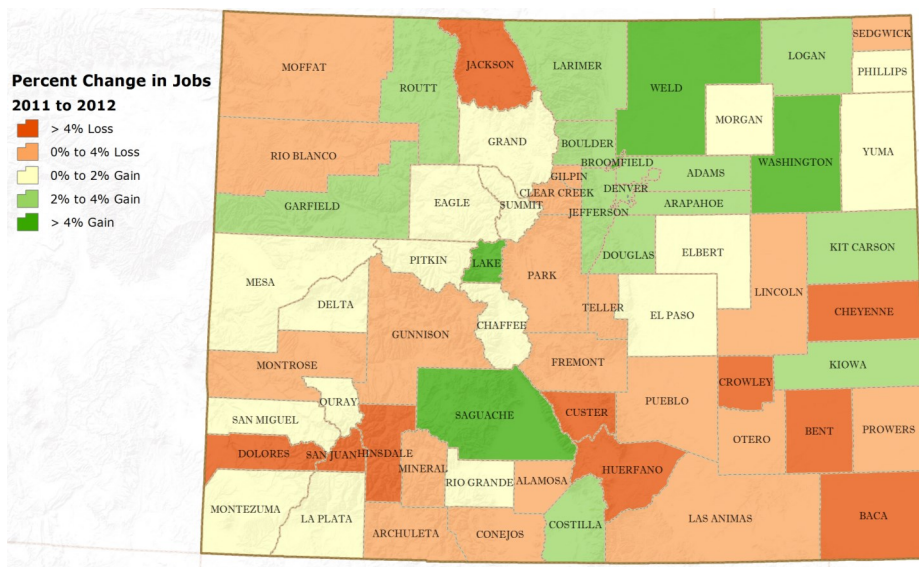 Percent Change in Jobs
2011 to 2012
> 4% Loss
0% to 4% Loss
0% to 2% Gain
2% to 4% Gain
> 4% Gain
MOFFAT
ROUTT
JACKSON
LARIMER
WELD
LOGAN
SEDGWICK
PHILLIPS
MORGAN
RIO BLANCO
GRAND
BOULDER
BROOMFIELD
WASHINGTON
YUMA
GARFIELD
EAGLE
SUMMIT
GILPIN
CLEAR CREEK
JEFFERSON
DENVER
ADAMS
ARAPAHOE
MESA
PITKIN
LAKE
PARK
DOUGLAS
ELBERT
KIT CARSON
DELTA
GUNNISON
CHAFFEE
TELLER
EL PASO
LINCOLN
CHEYENNE
MONTROSE
FREMONT
KIOWA
OURAY
SAN MIGUEL
SAGUACHE
CUSTER
PUEBLO
CROWLEY
OTERO
BENT
PROWERS
DOLORES
SAN JUAN
HINSDALE
MINERAL
RIO GRANDE
ALAMOSA
HUERFANO
MONTEZUMA
LA PLATA
ARCHULETA
CONEJOS
COSTILLA
LAS ANIMAS
BACA